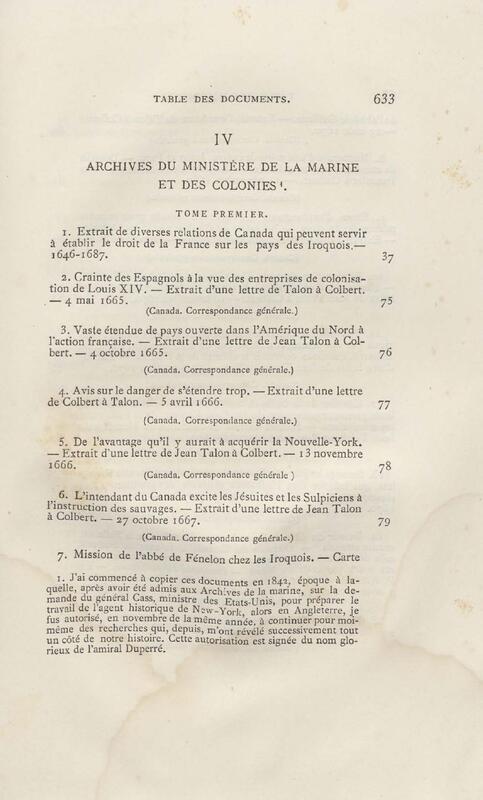 TABLE DES DOCUMENTS. 633
IV
ARCHIVES DU MINISTÈRE DE LA MARINE
ET DES COLONIES ¹.
TOME PREMIER.
1. Extrait de diverses relations de Canada qui peuvent servir
à établir le droit de la France sur les pays des Iroquois.—
1646-1687. 37
2. Crainte des Espagnols à la vue des entreprises de colonisa-
tion de Louis XIV. — Extrait d'une lettre de Talon à Colbert.
— 4 mai 1665. 75
(Canada. Correspondance générale.)
3. Vaste étendue de pays ouverte dans l'Amérique du Nord à
l'action française. — Extrait d'une lettre de Jean Talon à Col-
bert. — 4 octobre 1665. 76
(Canada. Correspondance générale.)
4. Avis sur le danger de s'étendre trop. — Extrait d'une lettre
de Colbert à Talon. — 5 avril 1666. 77
(Canada. Correspondance générale.)
5. De l'avantage qu'il y aurait à acquérir la Nouvelle-York.
— Extrait d'une lettre de Jean Talon à Colbert. — 13 novembre
1666. 78
(Canada. Correspondance générale )
6. L'intendant du Canada excite les Jésuites et les Sulpiciens à
l'instruction des sauvages. — Extrait d'une lettre de Jean Talon
à Colbert. — 27 octobre 1667. 79
(Canada. Correspondance générale.)
7. Mission de l'abbé de Fénelon chez les Iroquois. — Carte
1. J'ai commencé à copier ces documents en 1842, époque à la-
quelle, après avoir été admis aux Archives de la marine, sur la de-
mande du général Cass, ministre des Etats-Unis, pour préparer le
travail de l'agent historique de New-York, alors en Angleterre, je
fus autorisé, en novembre de la même année, à continuer pour moi-
même des recherches qui, depuis, m'ont révélé successivement tout
un côté de notre histoire. Cette autorisation est signée du nom glo-
rieux de l'amiral Duperré.